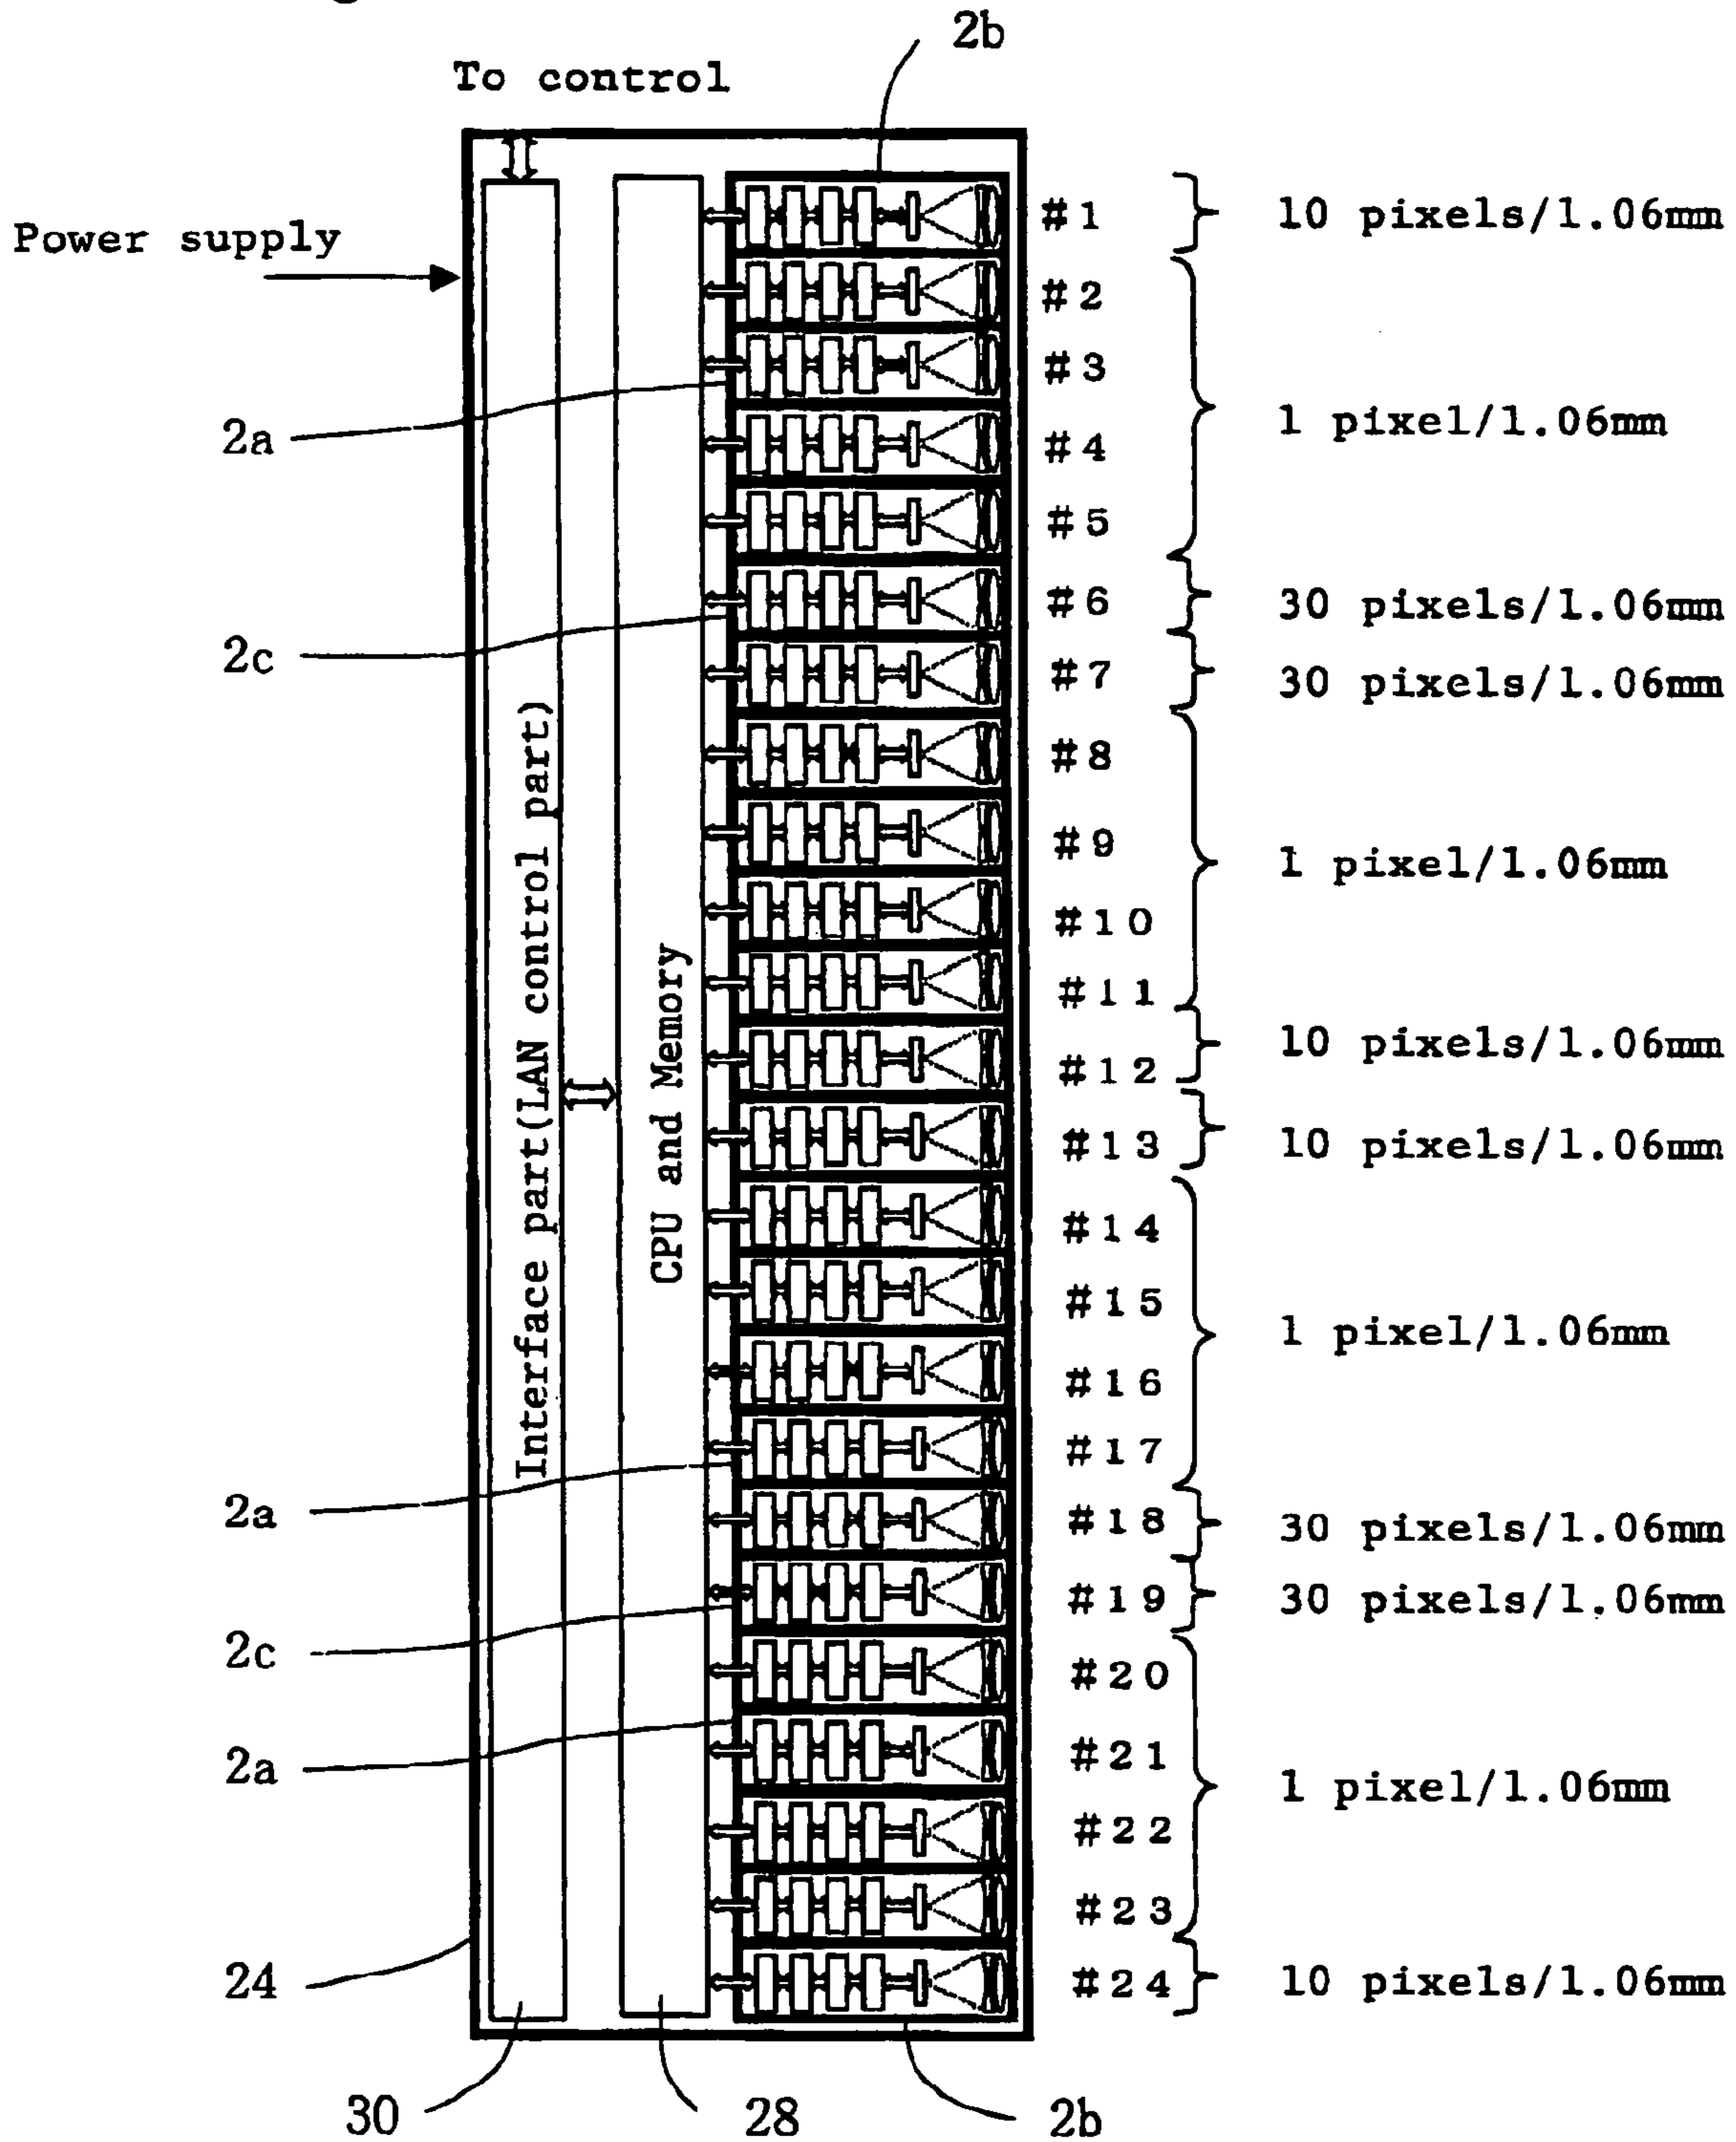 2b
To control
Power supply
#1 10 pixels/1.06mm
#2
#3
2a
1 pixel/1.06mm
#4
#5
#6 30 pixels/1.06mm
2c
#7 30 pixels/1.06mm
#8
#9 1 pixel/1.06mm
#10
#11
#12 10 pixels/1.06mm
#13 10 pixels/1.06mm
Interface part(LAN control part)
CPU and Memory
#14
#15
1 pixel/1.06mm
#16
#17
2a
#18 30 pixels/1.06mm
#19 30 pixels/1.06mm
2c
#20
2a
#21
1 pixel/1.06mm
#22
#23
24
#24 10 pixels/1.06mm
30
28
2b